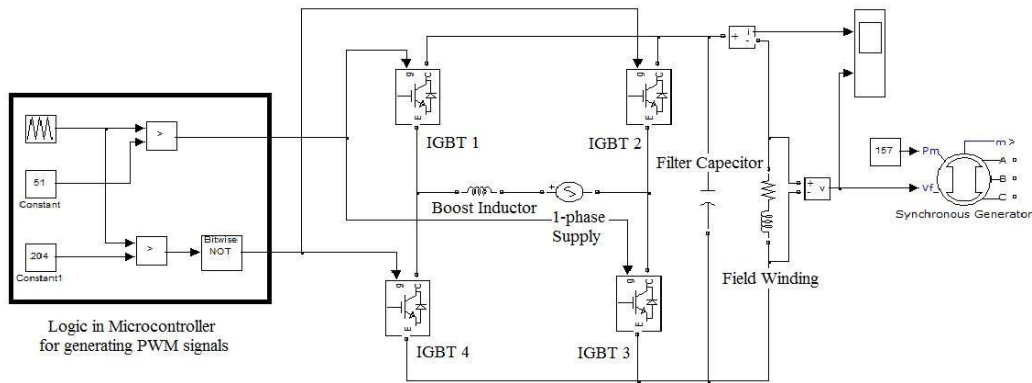 g
C
E
IGBT 1
g
C
E
IGBT 2
>
51
Constant
>
204
Constant1
Bitwise
NOT
Logic in Microcontroller
for generating PWM signals
+
Boost Inductor
1-phase
Supply
g
C
E
IGBT 4
g
C
E
IGBT 3
Filter Capecitor
+
-
i
+
-
v
Field Winding
157
Pm
Vf_
m
A
B
C
Synchronous Generator